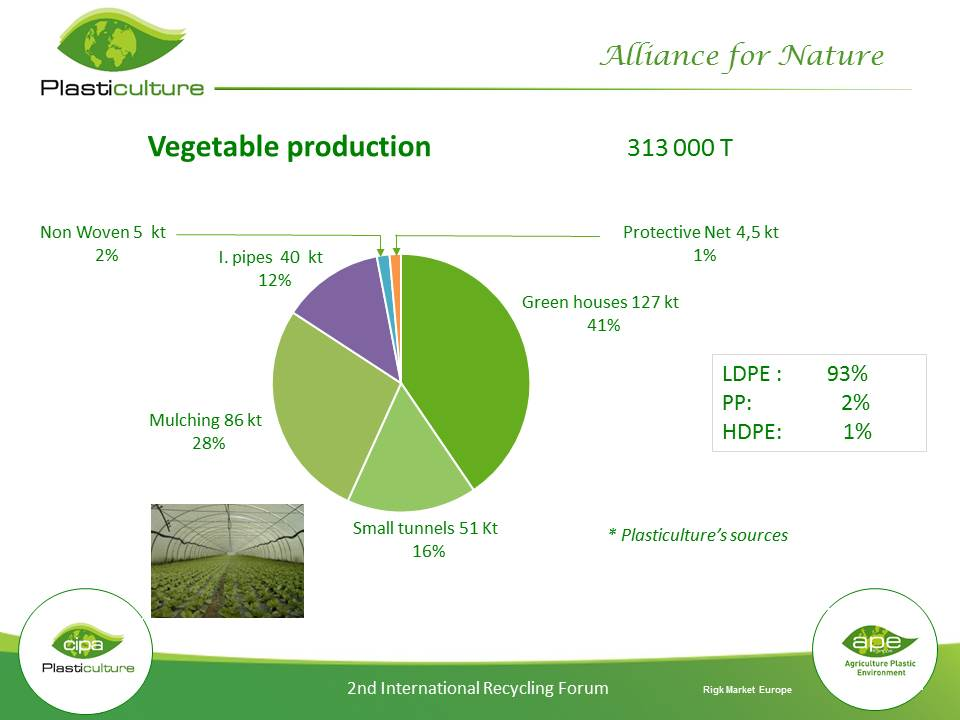 Plasticulture
Alliance for Nature
Vegetable production
313 000 T
Non Woven 5 kt
2%
I. pipes 40 kt
12%
Protective Net 4,5 kt
1%
Green houses 127 kt
41%
LDPE : 93%
PP: 2%
HDPE: 1%
Mulching 86 kt
28%
Small tunnels 51 Kt
16%
* Plasticulture's sources
cipa
Plasticulture
2nd International Recycling Forum
Rigk Market Europe
ape
Agriculture Plastic
Environment